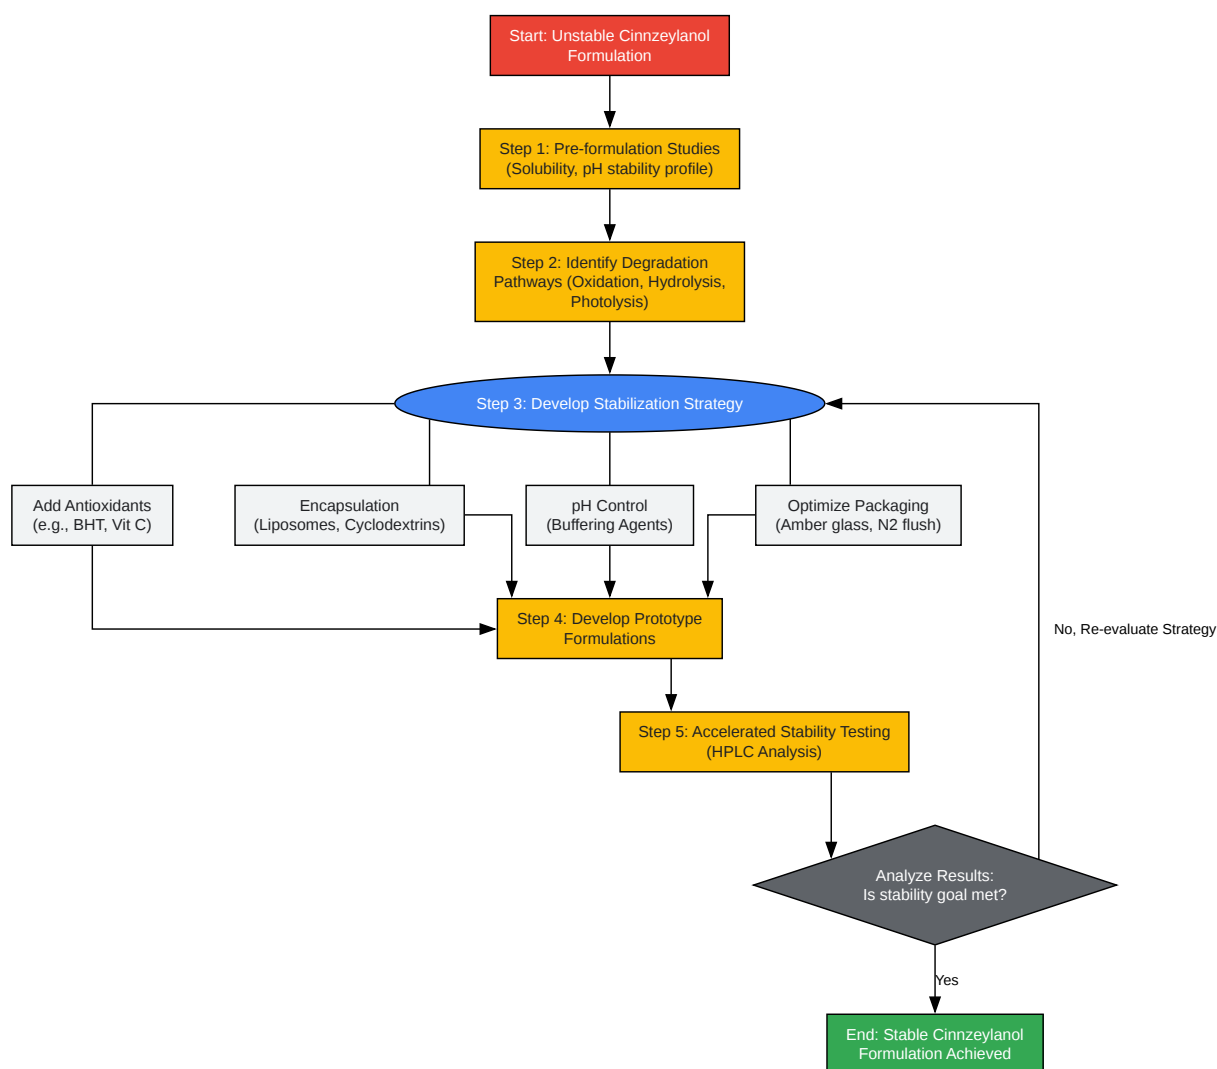 Start: Unstable Cinnzeylanol
Formulation
Step 1: Pre-formulation Studies
(Solubility, pH stability profile)
Step 2: Identify Degradation
Pathways (Oxidation, Hydrolysis,
Photolysis)
Step 3: Develop Stabilization Strategy
Add Antioxidants
(e.g., BHT, Vit C)
Encapsulation
(Liposomes, Cyclodextrins)
pH Control
(Buffering Agents)
Optimize Packaging
(Amber glass, N2 flush)
Step 4: Develop Prototype
Formulations
No, Re-evaluate Strategy
Step 5: Accelerated Stability Testing
(HPLC Analysis)
Analyze Results:
Is stability goal met?
Yes
End: Stable Cinnzeylanol
Formulation Achieved